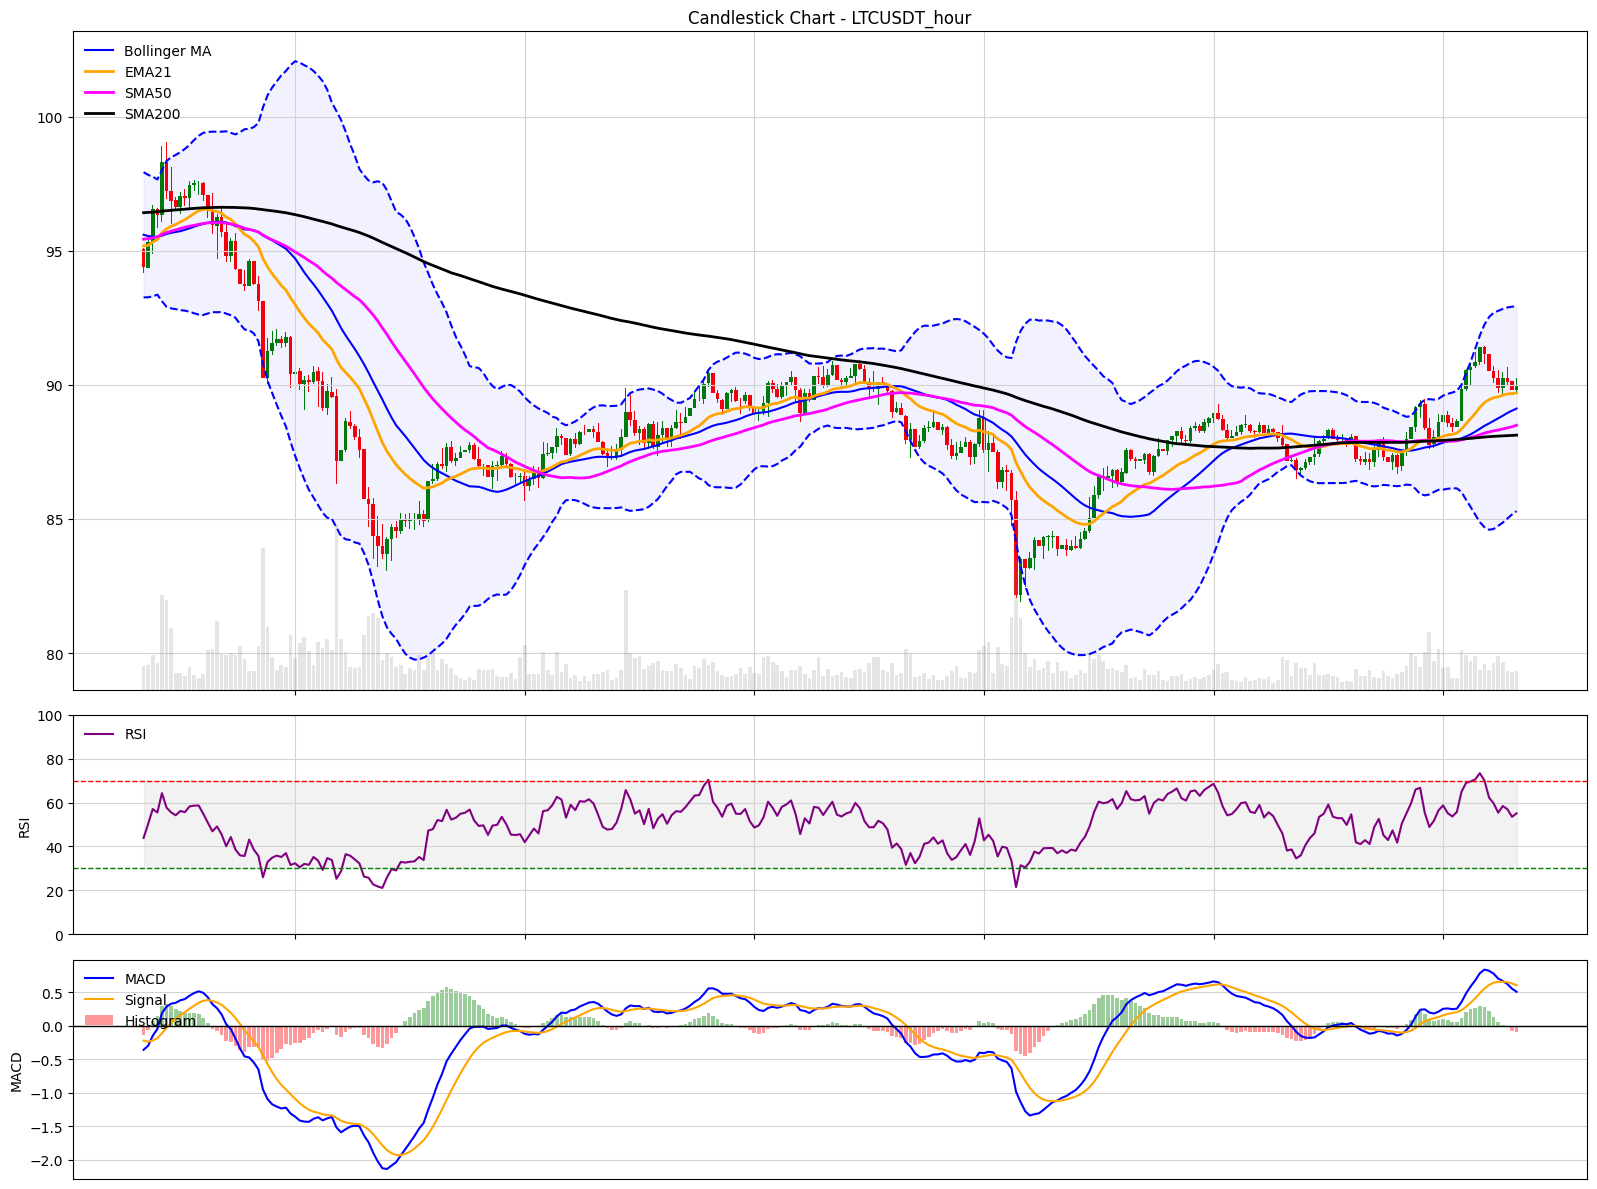 Candlestick Chart - LTCUSDT_hour
Bollinger MA
EMA21
SMA50
SMA200
100
95
90
85
80
RSI
100
80
60
40
20
0
RSI
MACD
Signal
Histogram
0.5
0.0
−0.5
−1.0
−1.5
−2.0
MACD